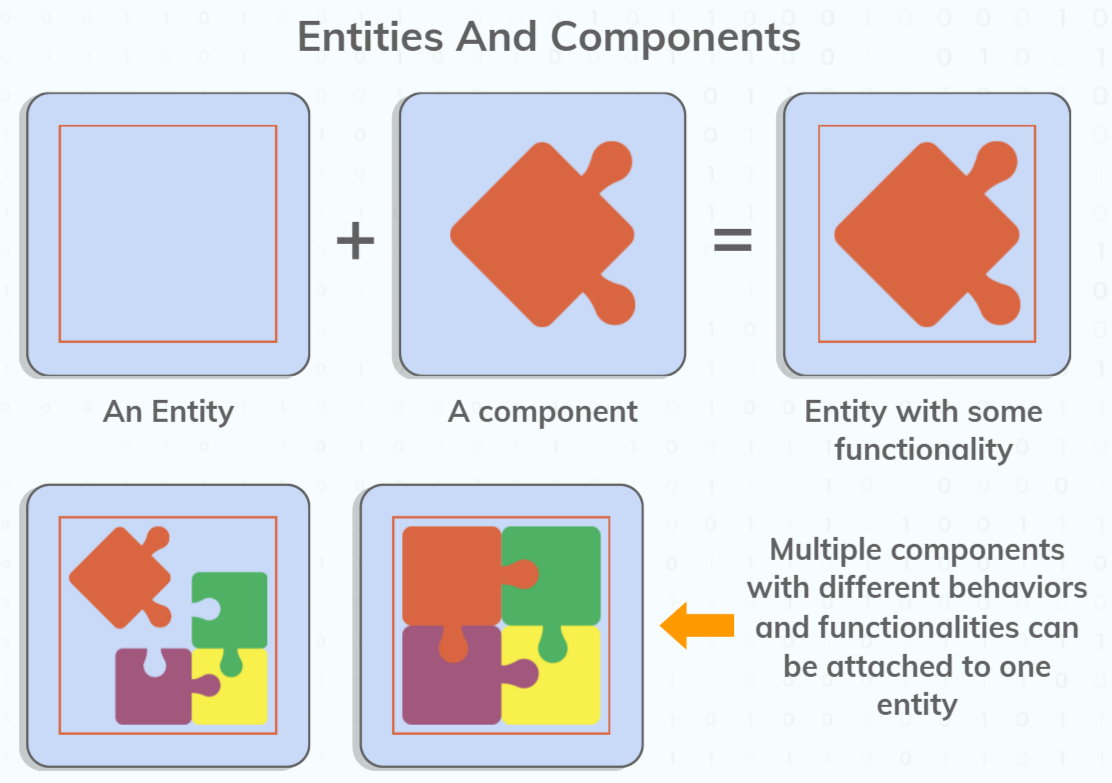 Entities And Components
+
=
An Entity
A component
Entity with some
functionality
Multiple components
with different behaviors
and functionalities can
be attached to one
entity